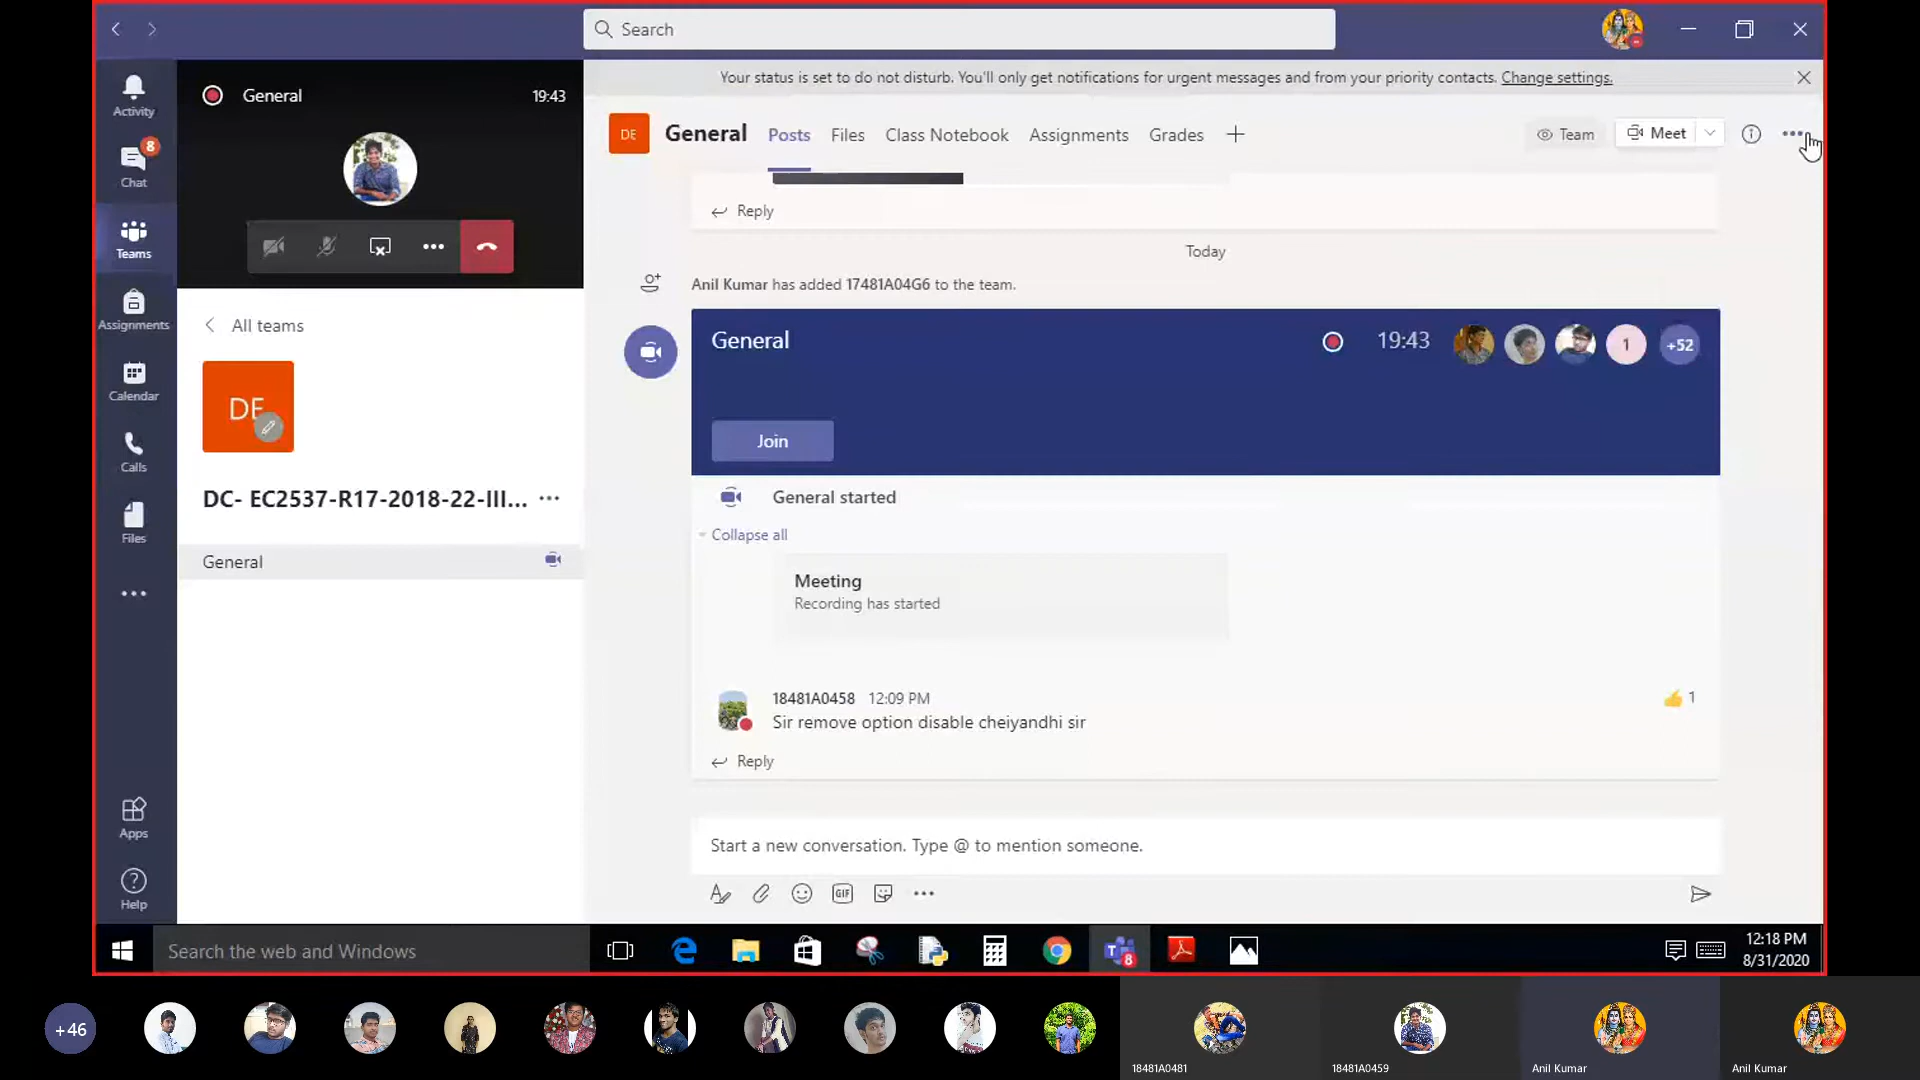 Search
Your status is set to do not disturb. You'll only get notifications for urgent messages and from your priority contacts. Change settings.
Activity
8
Chat
Teams
Assignments
Calendar
Calls
Files
Apps
Help
General
19:43
All teams
DE
DC- EC2537-R17-2018-22-III...
General
DE
General
Posts
Files
Class Notebook
Assignments
Grades
Team
Meet
Reply
Today
Anil Kumar has added 17481A04G6 to the team.
General
19:43
1
+52
Join
General started
Collapse all
Meeting
Recording has started
18481A0458 12:09 PM
1
Sir remove option disable cheiyandhi sir
Reply
Start a new conversation. Type @ to mention someone.
GIF
Search the web and Windows
8
12:18 PM
8/31/2020
+46
18481A0481
18481A0459
Anil Kumar
Anil Kumar